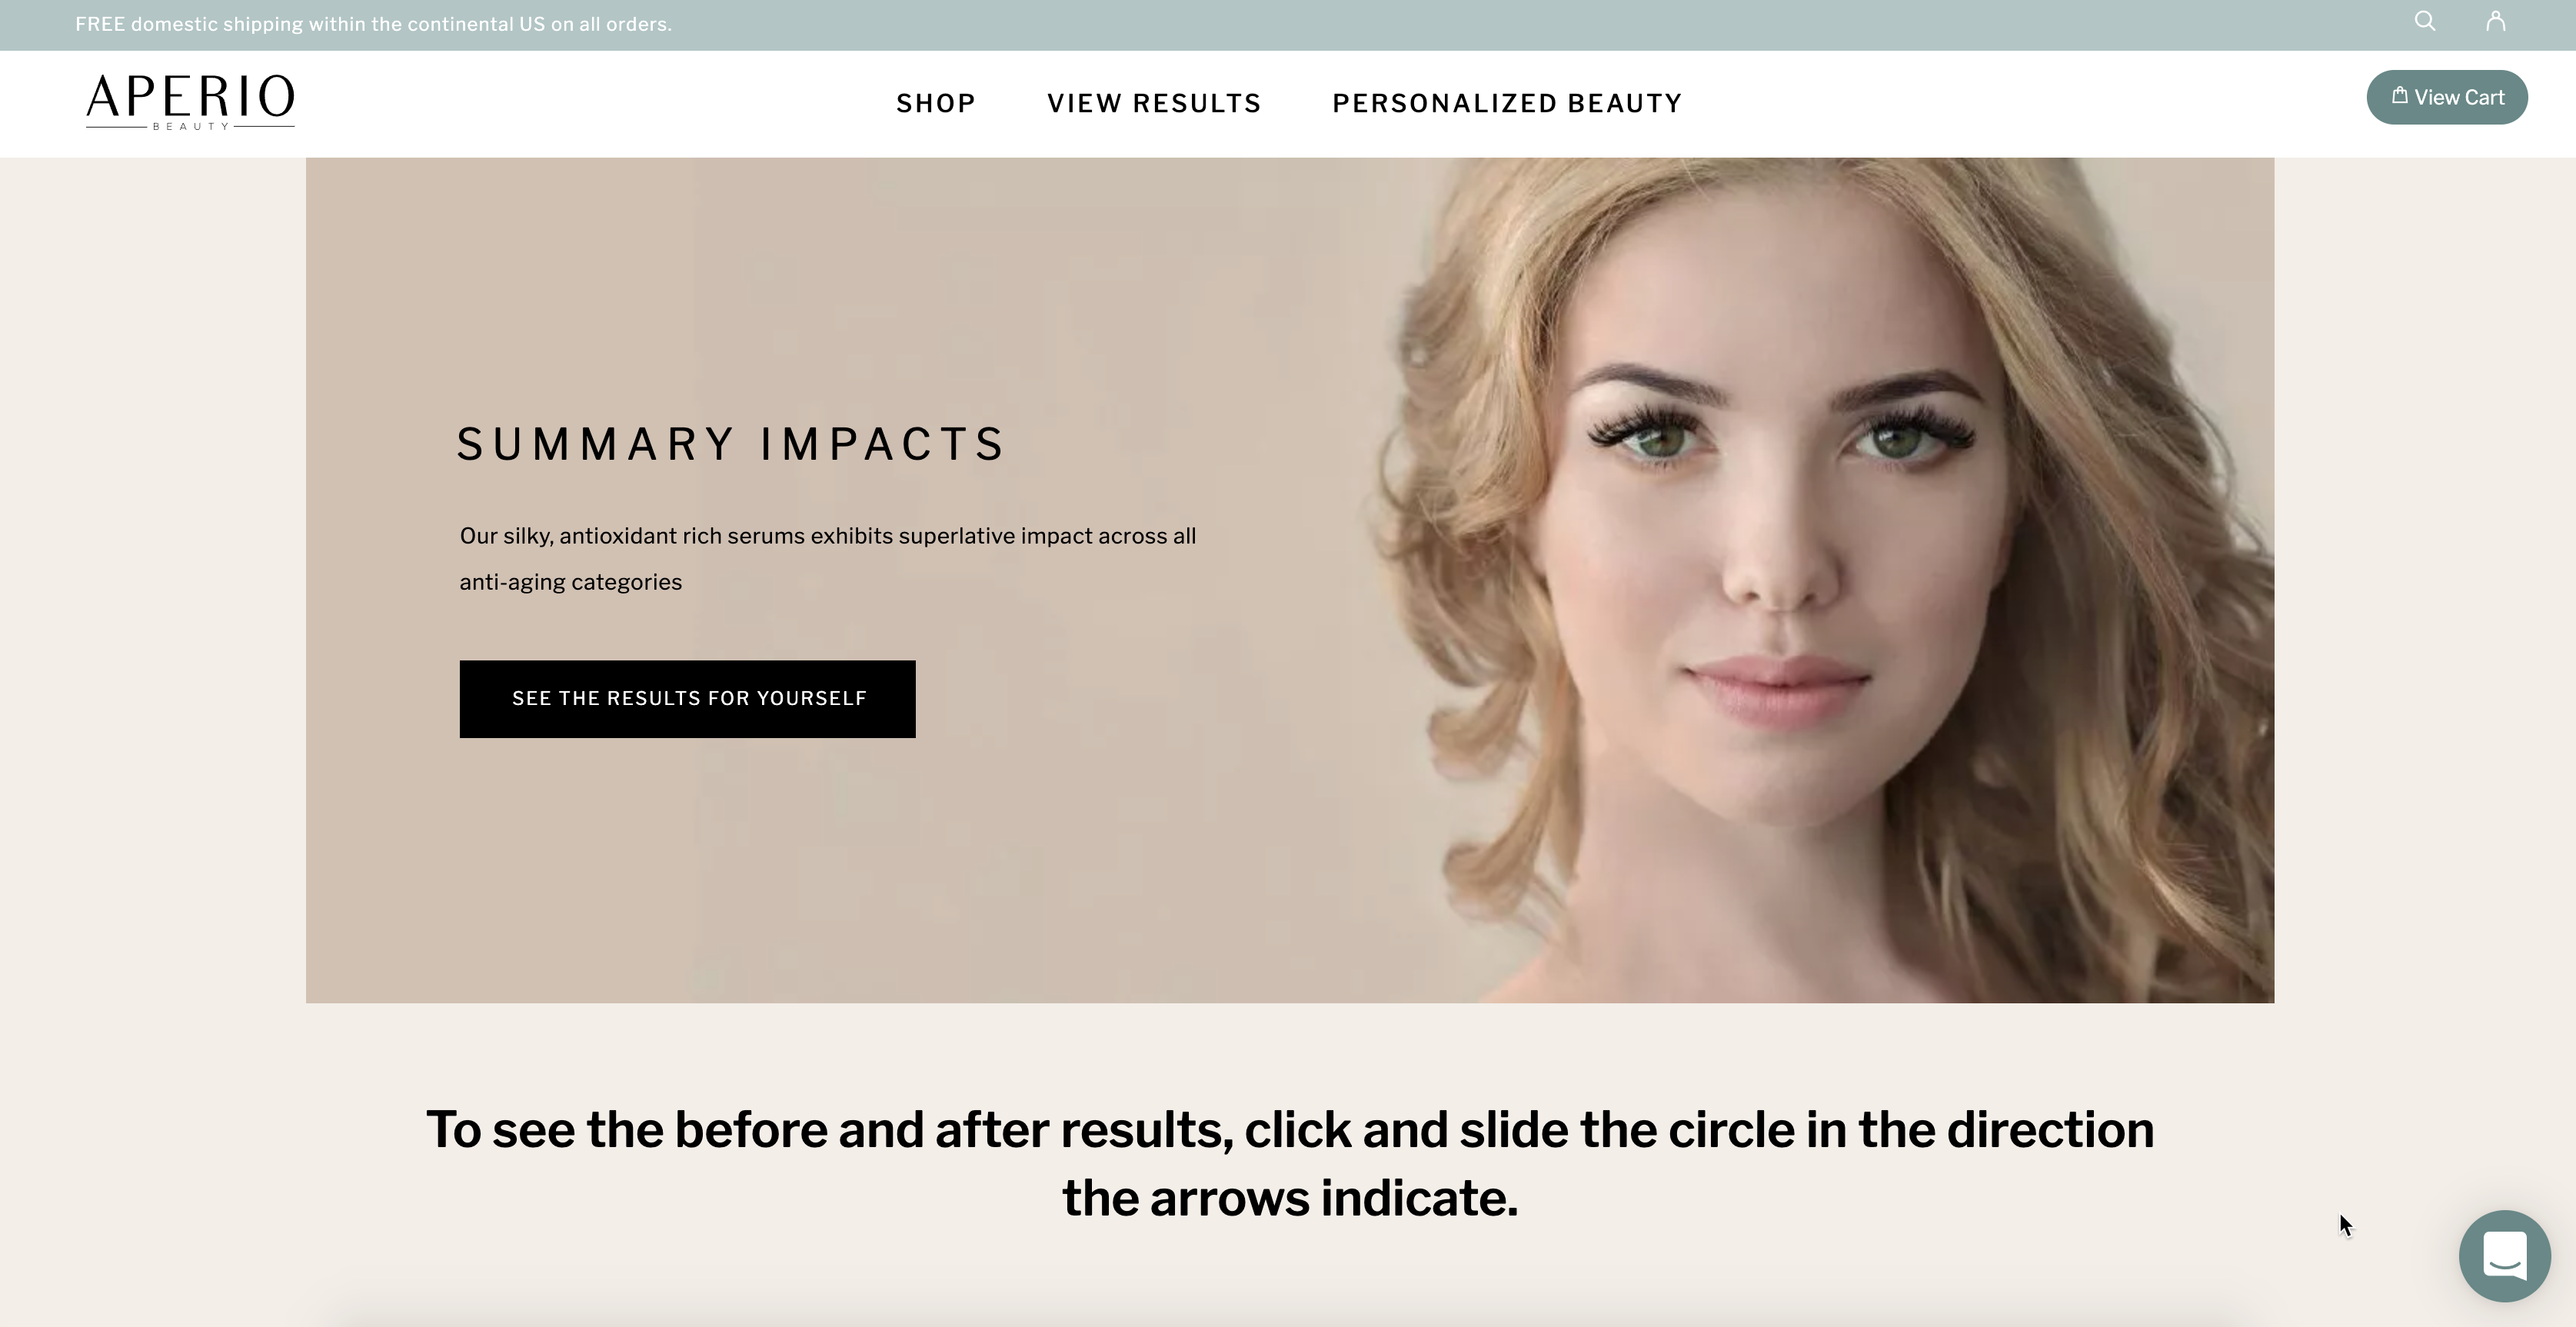 FREE domestic shipping within the continental US on all orders.
APERIO
BEAUTY
SHOP
VIEW RESULTS
PERSONALIZED BEAUTY
View Cart
SUMMARY IMPACTS
Our silky, antioxidant rich serums exhibits superlative impact across all
anti-aging categories
SEE THE RESULTS FOR YOURSELF
To see the before and after results, click and slide the circle in the direction
the arrows indicate.